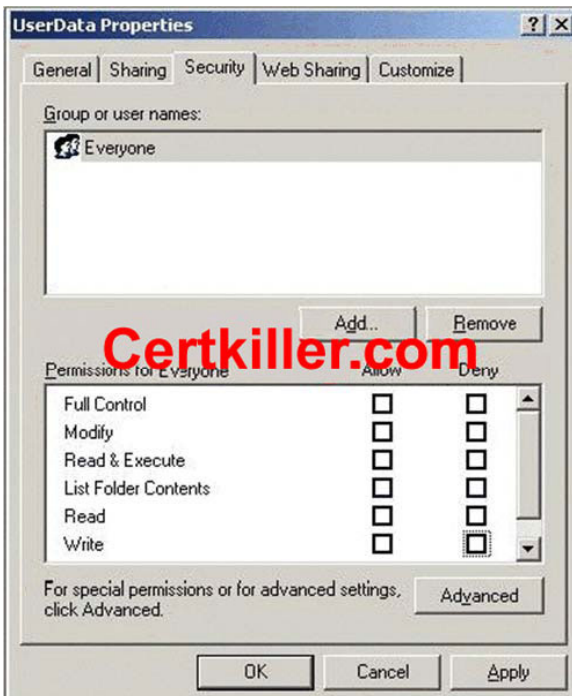 UserData Properties
General Sharing Security Web Sharing Customize
Group or user names:
Everyone
Add... Remove
Certkiller.com
Permissions for Everyone Allow Deny
Full Control
Modify
Read & Execute
List Folder Contents
Read
Write
For special permissions or for advanced settings, Advanced
click Advanced.
OK Cancel Apply